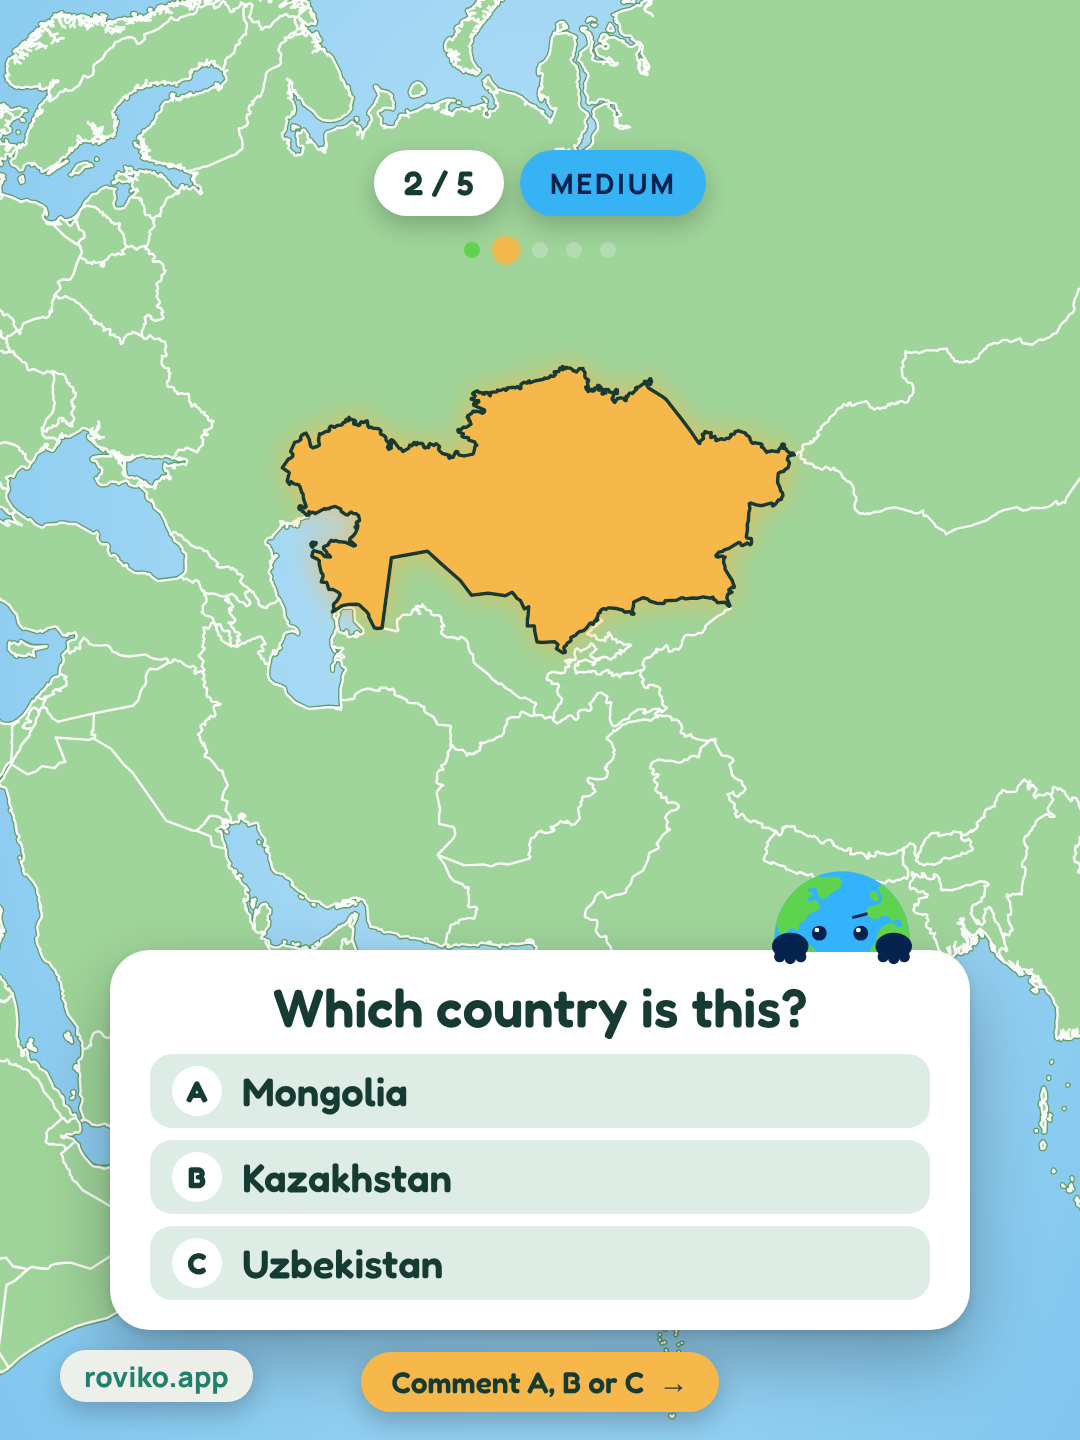 2 / 5
MEDIUM
Which country is this?
A Mongolia
B Kazakhstan
C Uzbekistan
roviko.app
Comment A, B or C →